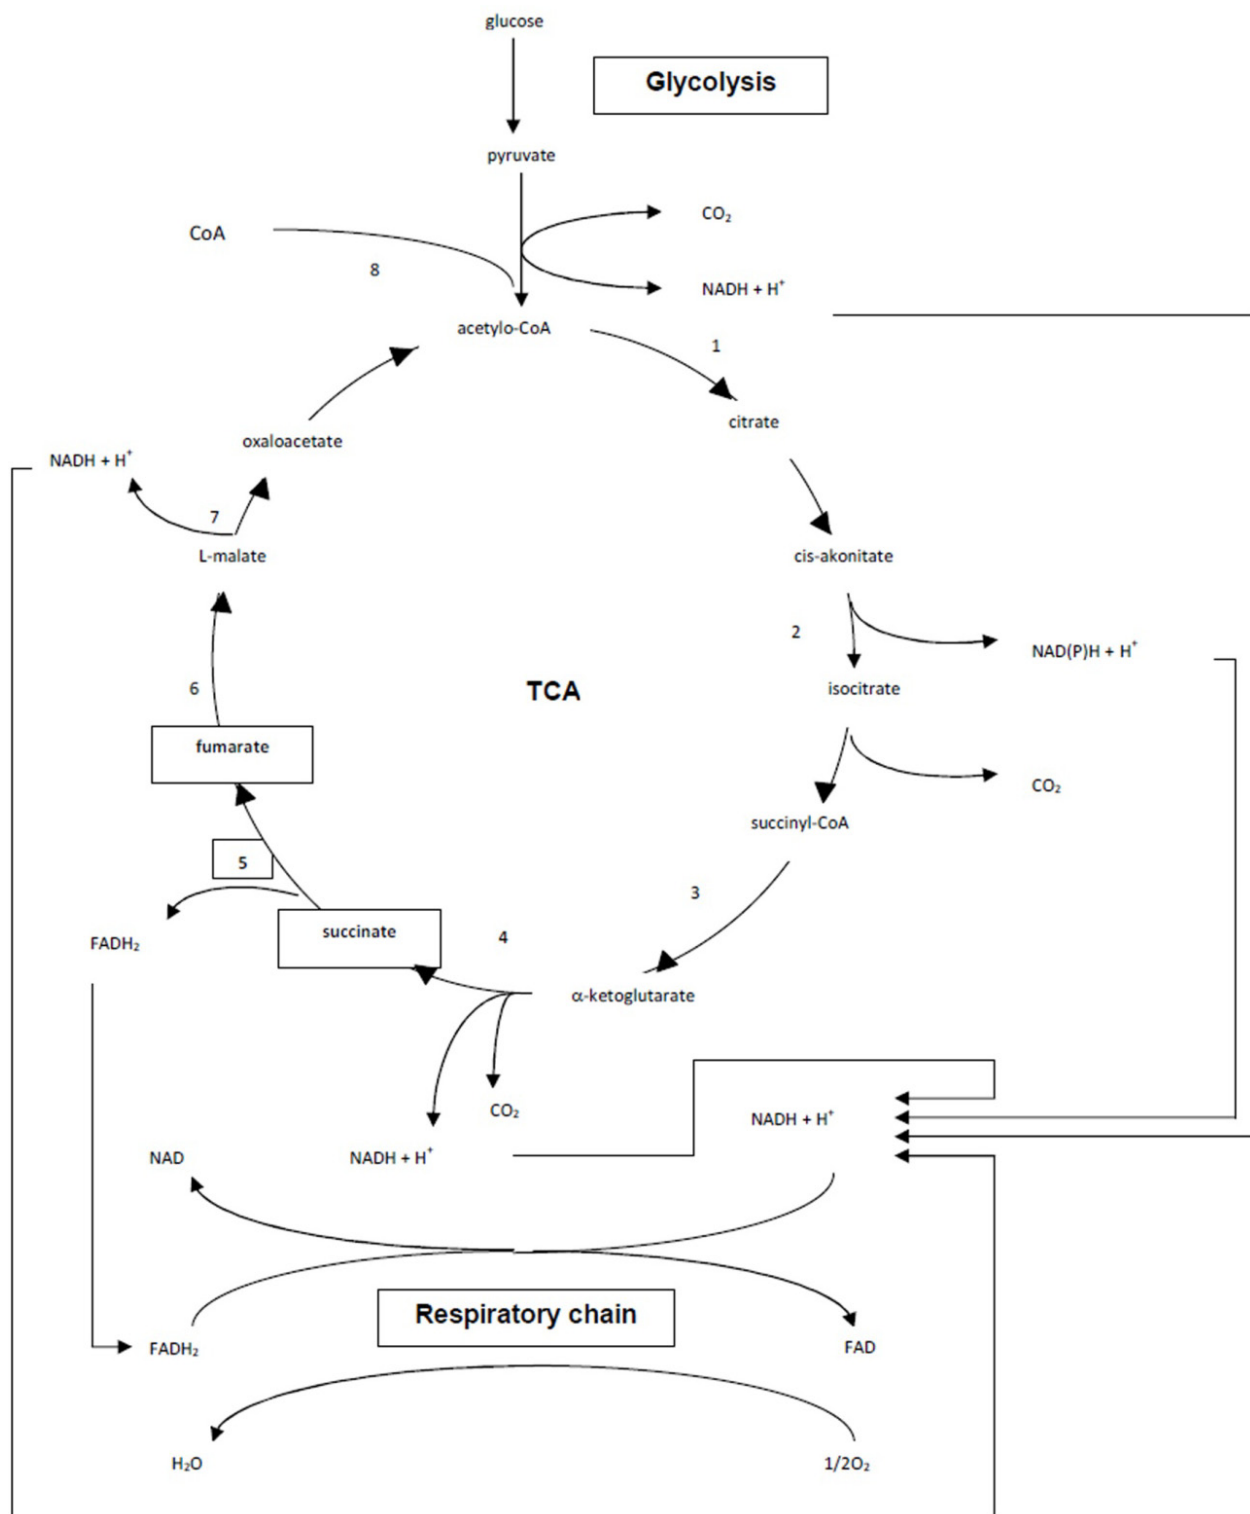 glucose
Glycolysis
pyruvate
CO₂
CoA
8
NADH + H⁺
acetylo-CoA
1
citrate
oxaloacetate
NADH + H⁺
7
L-malate
cis-akonitate
2
NAD(P)H + H⁺
6
TCA
isocitrate
fumarate
CO₂
succinyl-CoA
5
3
succinate
4
FADH₂
α-ketoglutarate
CO₂
NADH + H⁺
NAD
NADH + H⁺
Respiratory chain
FADH₂
FAD
H₂O
1/2O₂